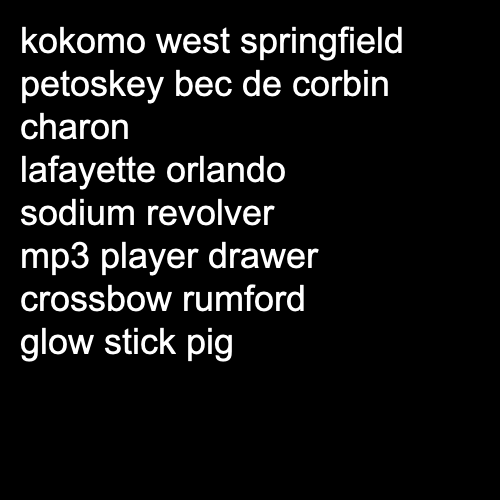 kokomo west springfield
petoskey bec de corbin
charon
lafayette orlando
sodium revolver
mp3 player drawer
crossbow rumford
glow stick pig